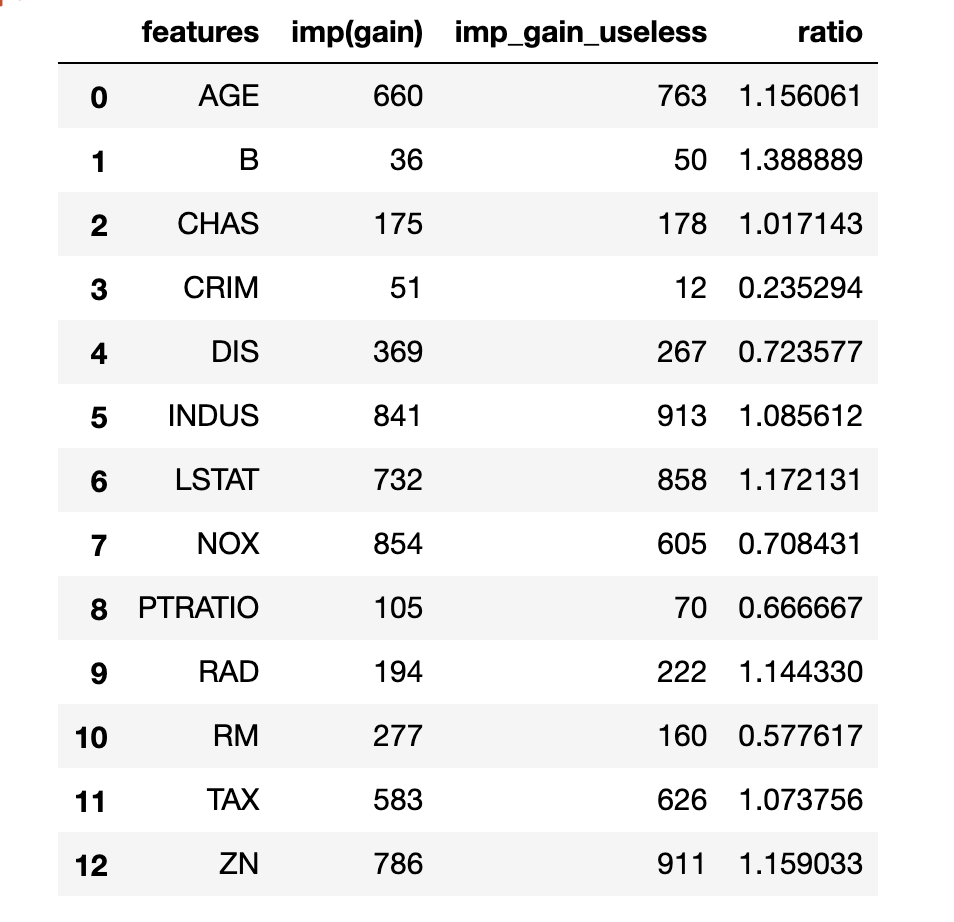 features imp(gain) imp_gain_useless ratio
0 AGE 660 763 1.156061
1 B 36 50 1.388889
2 CHAS 175 178 1.017143
3 CRIM 51 12 0.235294
4 DIS 369 267 0.723577
5 INDUS 841 913 1.085612
6 LSTAT 732 858 1.172131
7 NOX 854 605 0.708431
8 PTRATIO 105 70 0.666667
9 RAD 194 222 1.144330
10 RM 277 160 0.577617
11 TAX 583 626 1.073756
12 ZN 786 911 1.159033